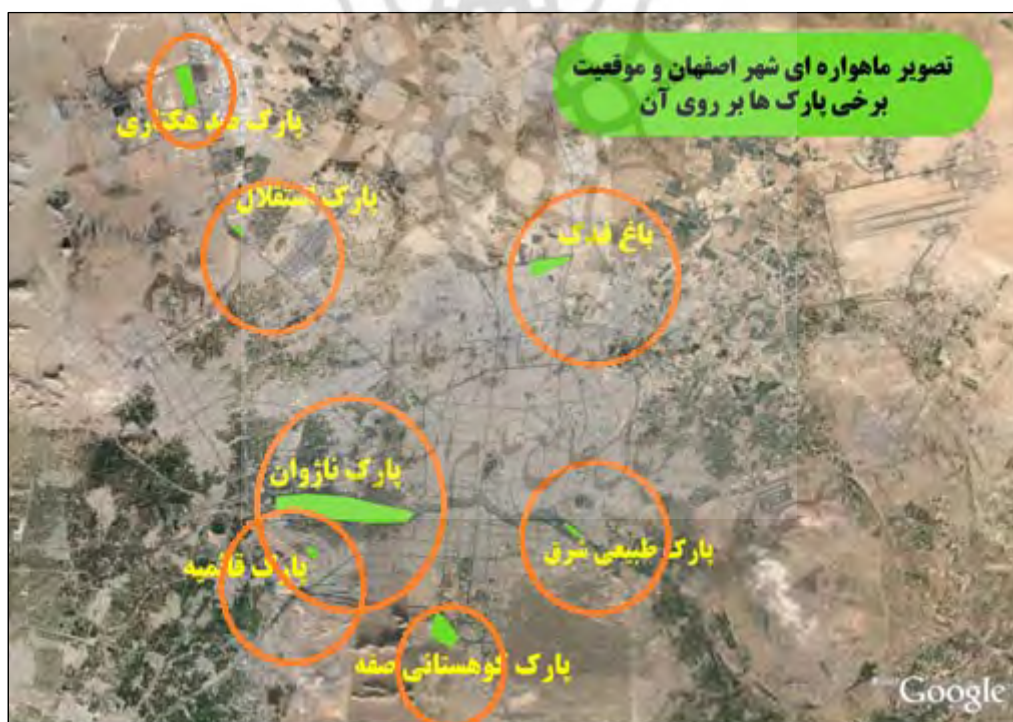 تصویر ماهواره ای شهر اصفهان و موقعیت
برخی پارک ها بر روی آن
پارک صد هکتاری
پارک استقلال
باغ فدک
پارک ناژوان
پارک طبیعی شرق
پارک قائمیه
پارک کوهستانی صفه
Google